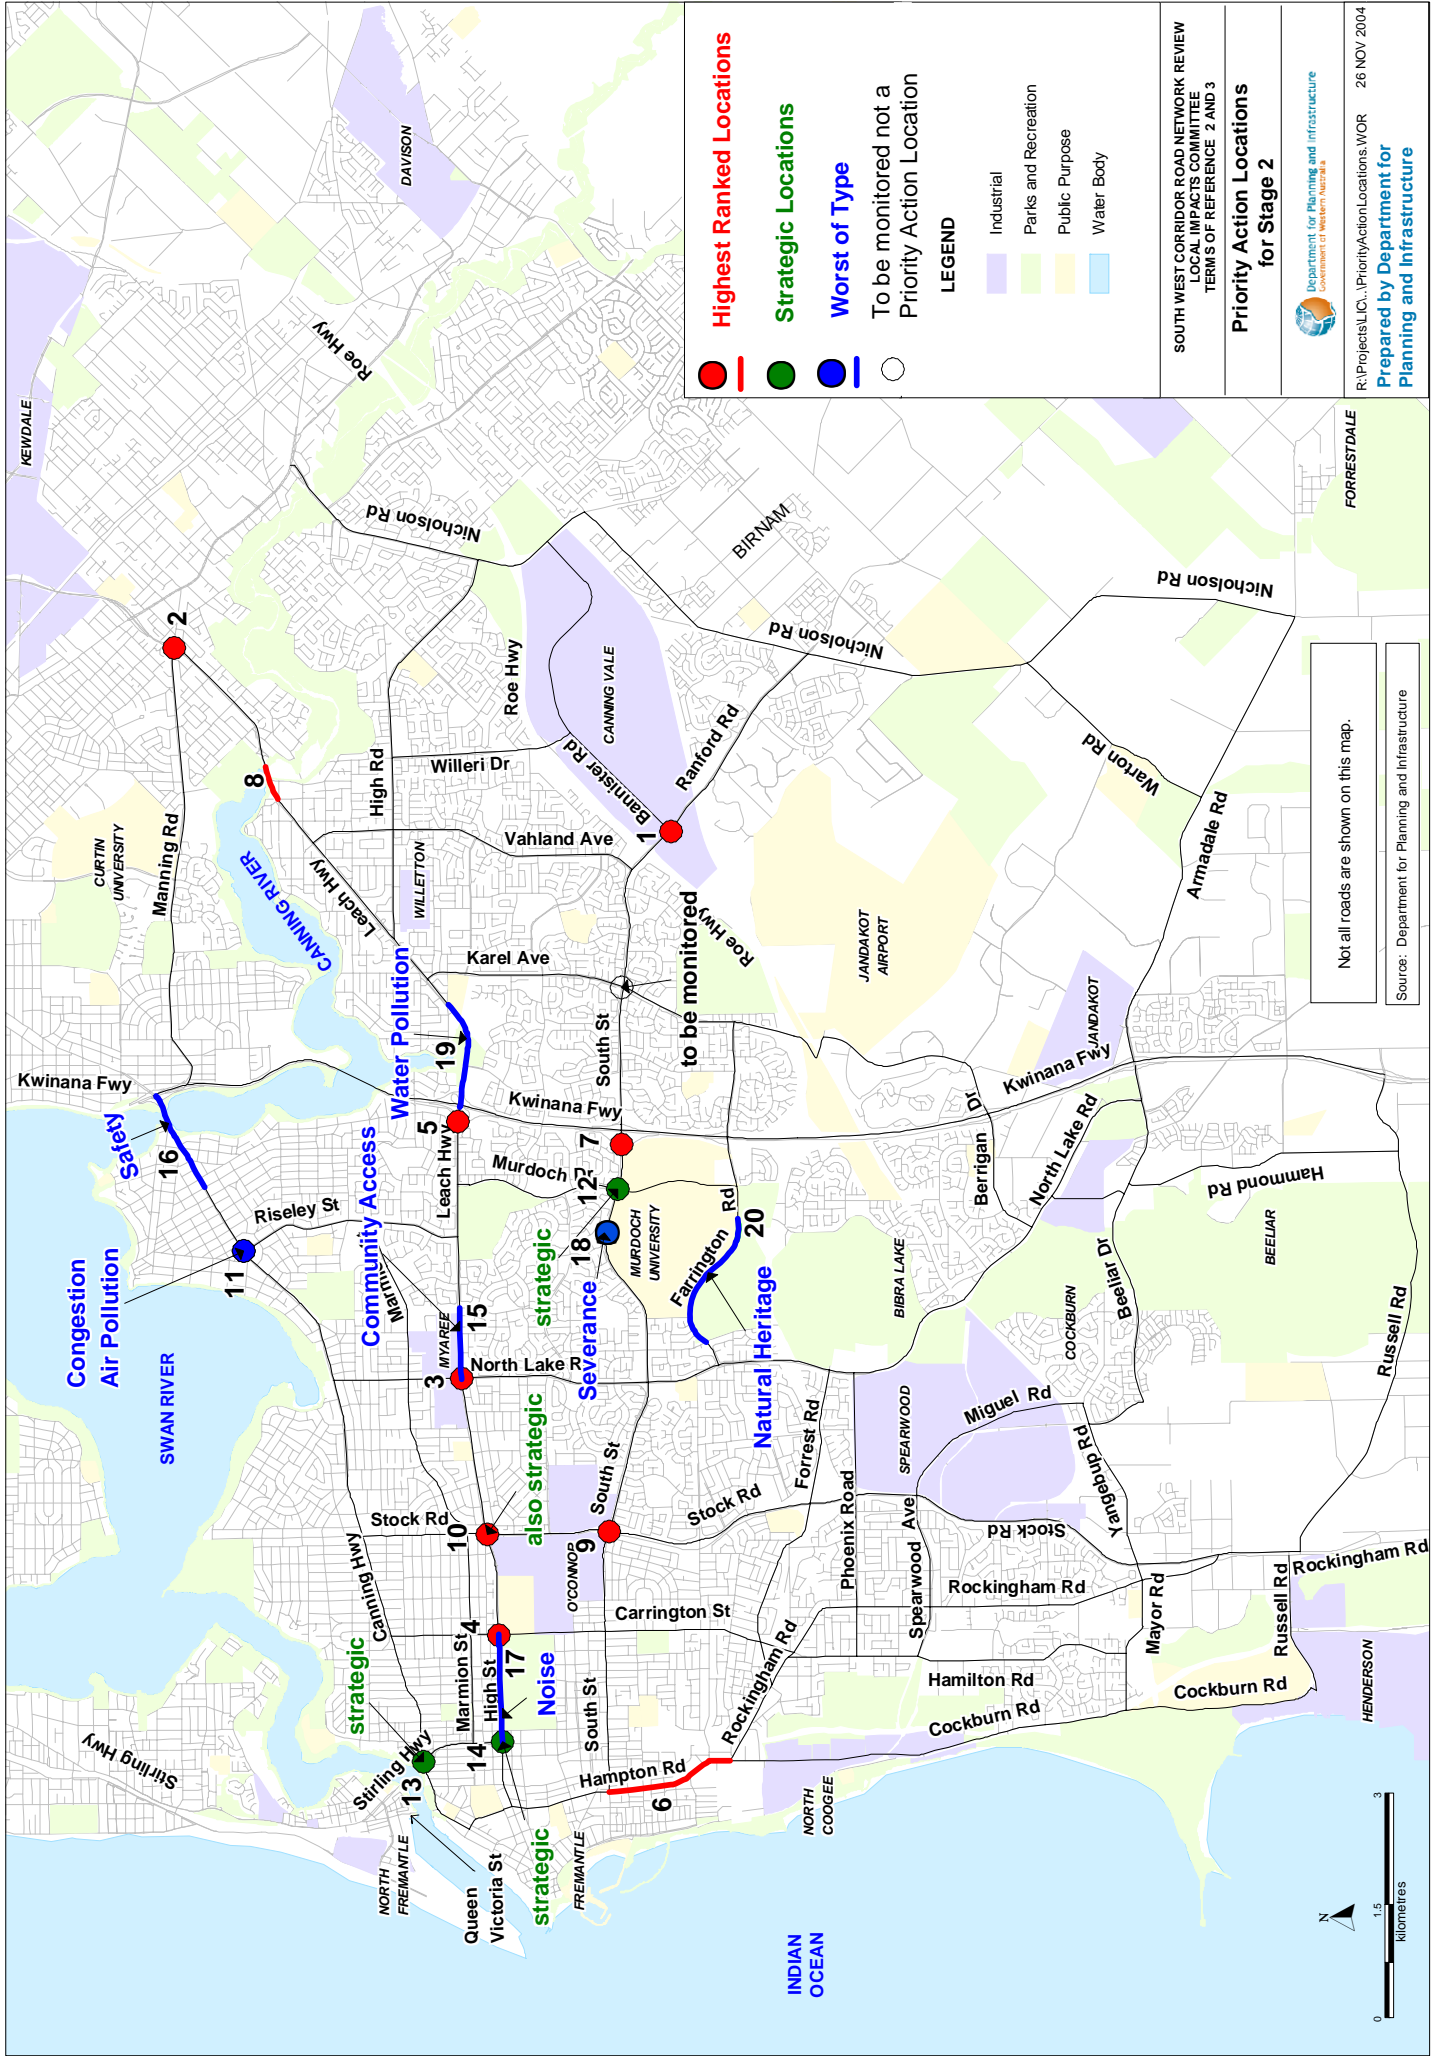 KEWDALE
DAVISON
Roe Hwy
Nicholson Rd
BIRNAM
Nicholson Rd
Nicholson Rd
FORRESTDALE
2
8
CURTIN
UNIVERSITY
Manning Rd
CANNING RIVER
Leach Hwy
High Rd
Willeri Dr
Roe Hwy
CANNING VALE
Bannister Rd
Ranford Rd
1
Vahland Ave
WILLETTON
Karel Ave
Roe Hwy
to be monitored
JANDAKOT
AIRPORT
Warton Rd
Armadale Rd
JANDAKOT
Kwinana Fwy
Kwinana Fwy
Kwinana Fwy
Water Pollution
19
South St
5
7
Safety
16
Riseley St
Congestion
Air Pollution
11
SWAN RIVER
Community Access
Leach Hwy
Murdoch
12
strategic
18
Severance
MURDOCH
UNIVERSITY
Farrington
Rd
20
Natural Heritage
Berrigan
Dr
North Lake Rd
Hammond Rd
Beeliar Dr
BEELIAR
BIBRA LAKE
COCKBURN
Russell Rd
MYAREE
15
3
North Lake R
also strategic
10
Stock Rd
Canning Hwy
South St
9
O'CONNOP
Stock Rd
Forrest Rd
Phoenix Road
SPEARWOOD
Miguel Rd
Yangebup Rd
Spearwood
Ave
Stock Rd
Rockingham Rd
Rockingham Rd
Mayor Rd
Russell Rd
Carrington St
4
Marmion St
High St
17
Noise
strategic
Stirling Hwy
Stirling Hwy
13
14
strategic
South St
Hampton Rd
6
Rockingham Rd
Hamilton Rd
Cockburn Rd
Cockburn Rd
HENDERSON
NORTH
COOGEE
NORTH
FREMANTLE
Queen
Victoria St
FREMANTLE
INDIAN
OCEAN
N
0 1.5 3
kilometres
Highest Ranked Locations
Strategic Locations
Worst of Type
To be monitored not a
Priority Action Location
LEGEND
Industrial
Parks and Recreation
Public Purpose
Water Body
SOUTH WEST CORRIDOR ROAD NETWORK REVIEW
LOCAL IMPACTS COMMITTEE
TERMS OF REFERENCE 2 AND 3
Priority Action Locations
for Stage 2
Department for Planning and Infrastructure
Government of Western Australia
R:\Projects\LIC\..\PriorityActionLocations.WOR 26 NOV 2004
Prepared by Department for
Planning and Infrastructure
Not all roads are shown on this map.
Source: Department for Planning and Infrastructure